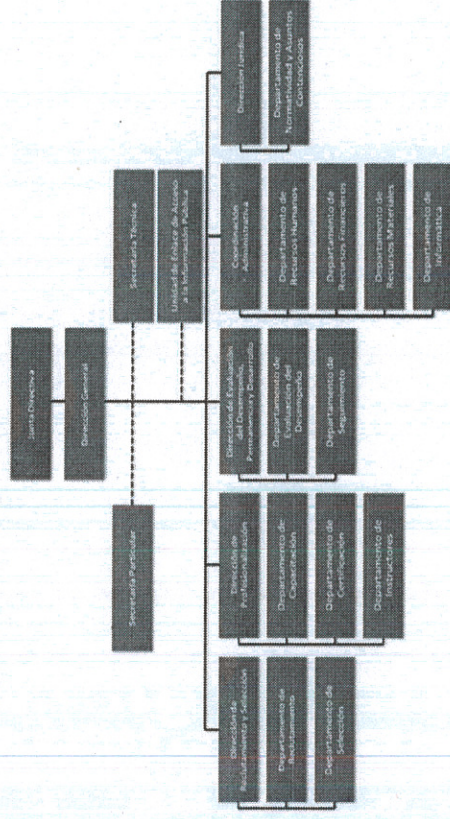 Junta Directiva
Dirección General
Secretaría Particular
Secretaría Técnica
Unidad de Enlace de Acceso
a la Información Pública
Dirección de
Reclutamiento y Selección
Departamento de
Reclutamiento
Departamento de
Selección
Dirección de
Profesionalización
Departamento de
Capacitación
Departamento de
Certificación
Departamento de
Instructores
Dirección de Evaluación
del Desempeño,
Permanencia y Desarrollo
Departamento de
Evaluación del
Desempeño
Departamento de
Seguimiento
Coordinación
Administrativa
Departamento de
Recursos Humanos
Departamento de
Recursos Financieros
Departamento de
Recursos Materiales
Departamento de
Informática
Dirección Jurídica
Departamento de
Normatividad y Asuntos
Contenciosos